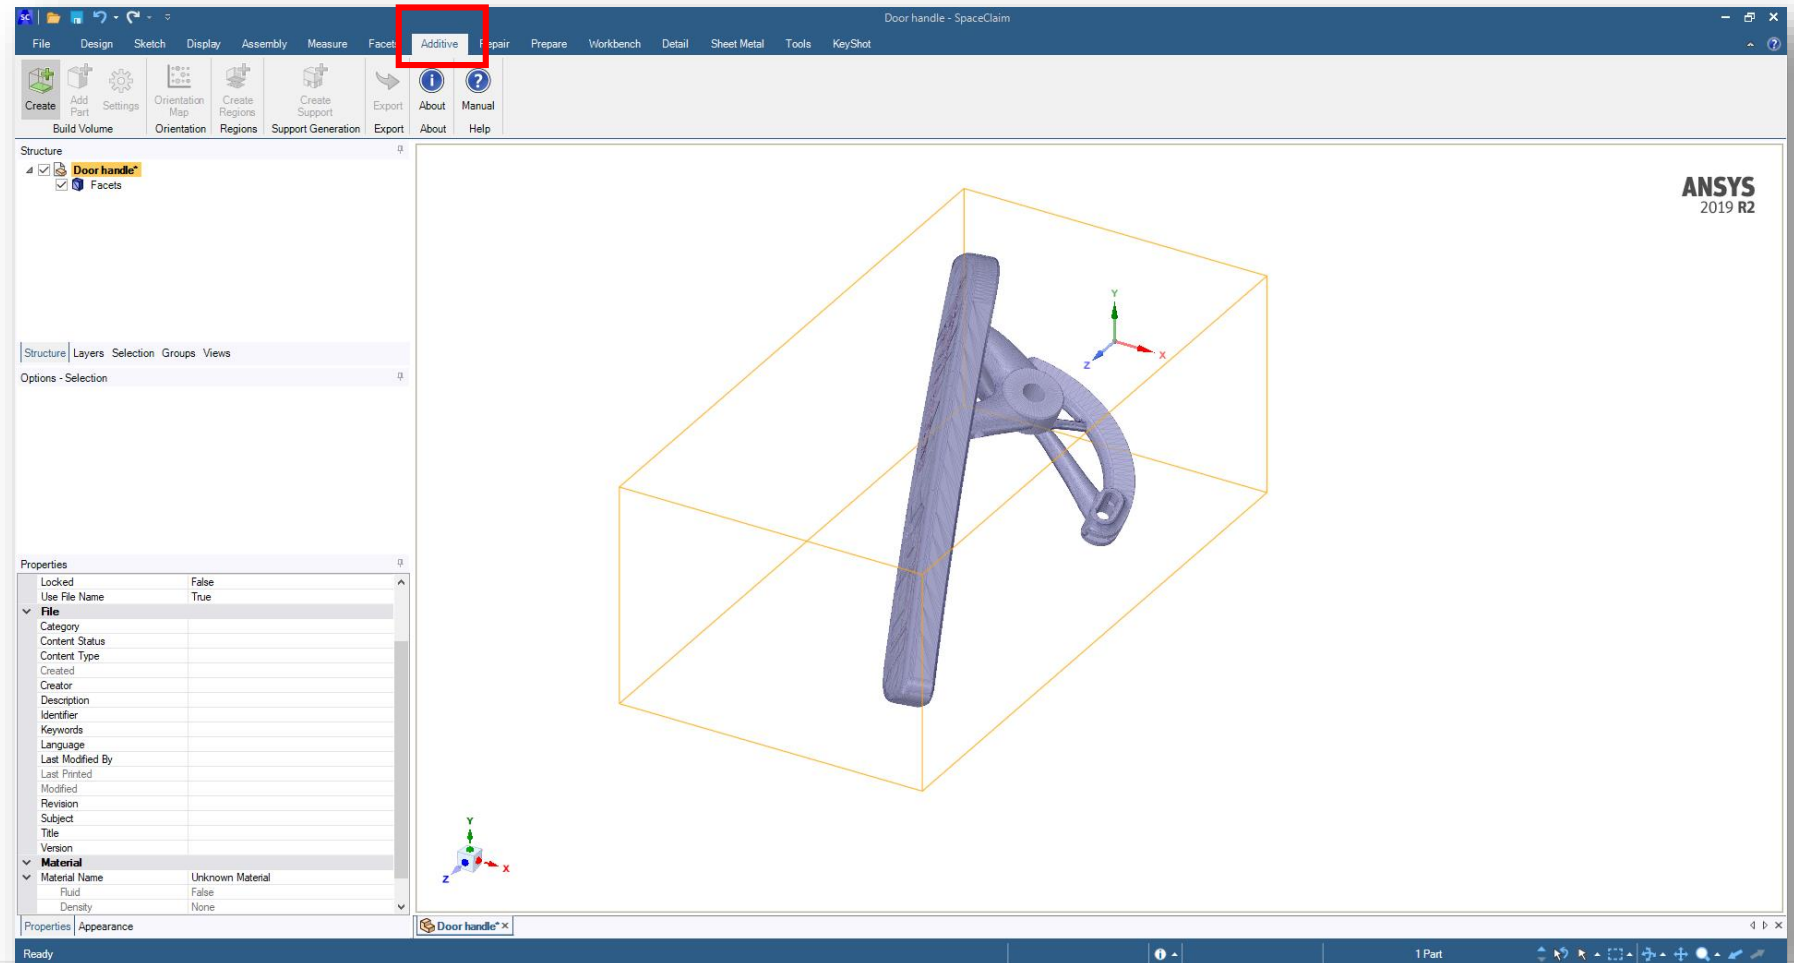 SC
Door handle - SpaceClaim
File Design Sketch Display Assembly Measure Facets Additive Repair Prepare Workbench Detail Sheet Metal Tools KeyShot
Create
Add Part
Settings
Orientation Map
Create Regions
Create Support
Export
About
Manual
Build Volume Orientation Regions Support Generation Export About Help
Structure
Door handle*
Facets
ANSYS
2019 R2
Y
X
Z
Structure Layers Selection Groups Views
Options - Selection
Properties
Locked False
Use File Name True
File
Category
Content Status
Content Type
Created
Creator
Description
Identifier
Keywords
Language
Last Modified By
Last Printed
Modified
Revision
Subject
Title
Version
Material
Material Name Unknown Material
Fluid False
Density None
Y
X
Z
Properties Appearance
Door handle*
Ready
1 Part